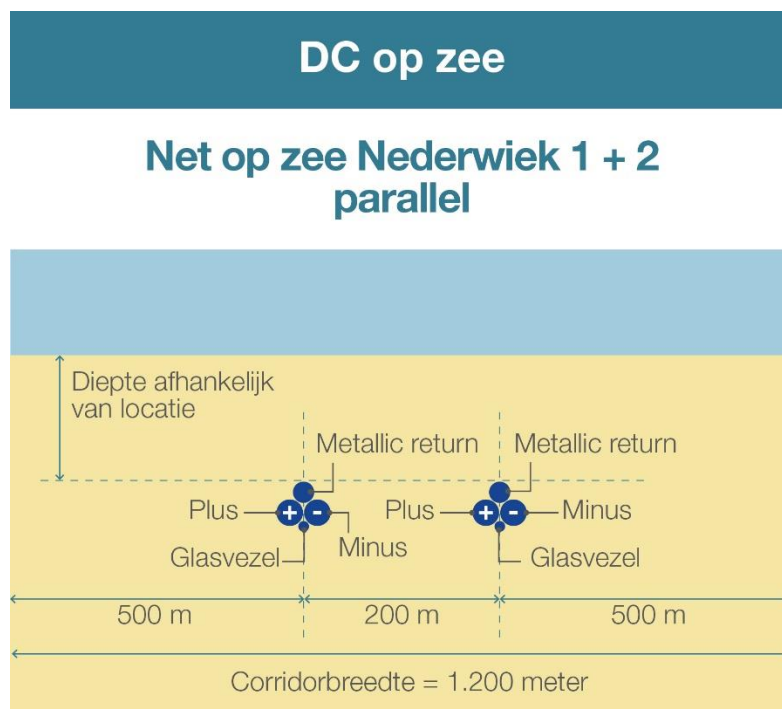 DC op zee
Net op zee Nederwiek 1 + 2
parallel
Diepte afhankelijk
van locatie
Metallic return
Metallic return
Plus
+
-
Minus
Plus
+
-
Minus
Glasvezel
Glasvezel
500 m
200 m
500 m
Corridorbreedte = 1.200 meter